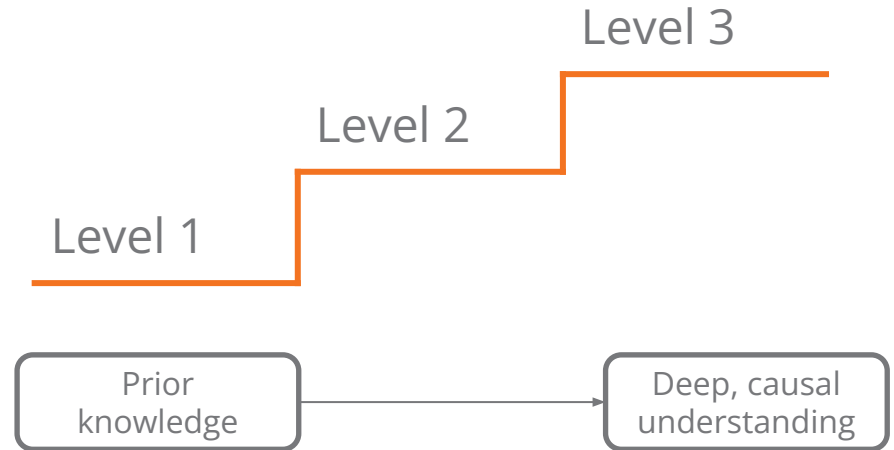 Level 3
Level 2
Level 1
Prior
knowledge
Deep, causal
understanding